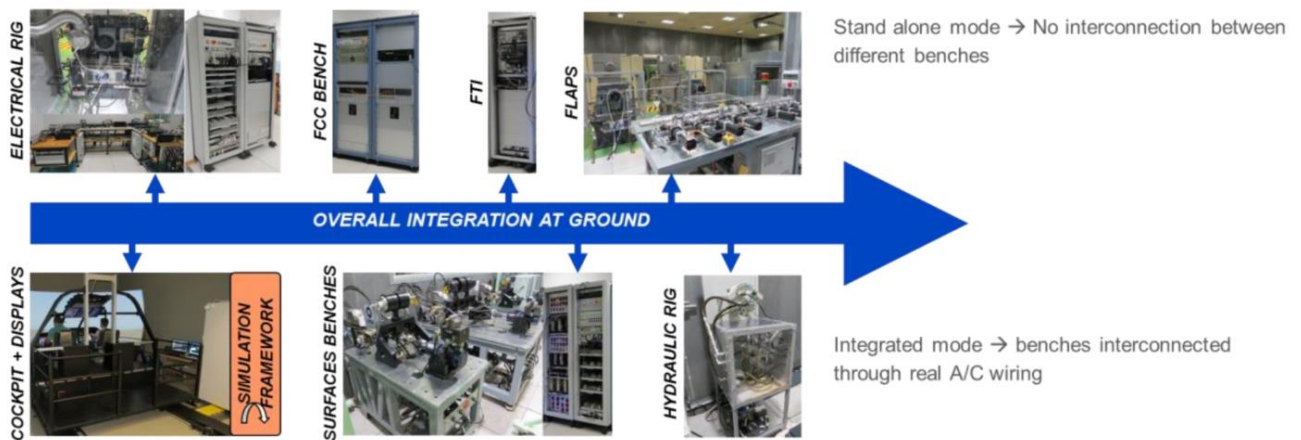 ELECTRICAL RIG
FCC BENCH
FTI
FLAPS
Stand alone mode → No interconnection between
different benches
OVERALL INTEGRATION AT GROUND
COCKPIT + DISPLAYS
SIMULATION
FRAMEWORK
SURFACES BENCHES
HYDRAULIC RIG
Integrated mode → benches interconnected
through real A/C wiring